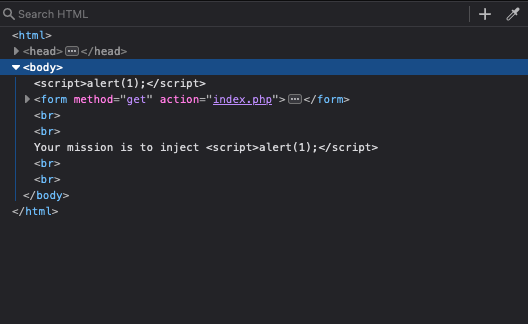 Search HTML
<html>
<head> ••• </head>
<body>
<script>alert(1);</script>
<form method="get" action="index.php"> ••• </form>
<br>
<br>
Your mission is to inject <script>alert(1);</script>
<br>
<br>
</body>
</html>